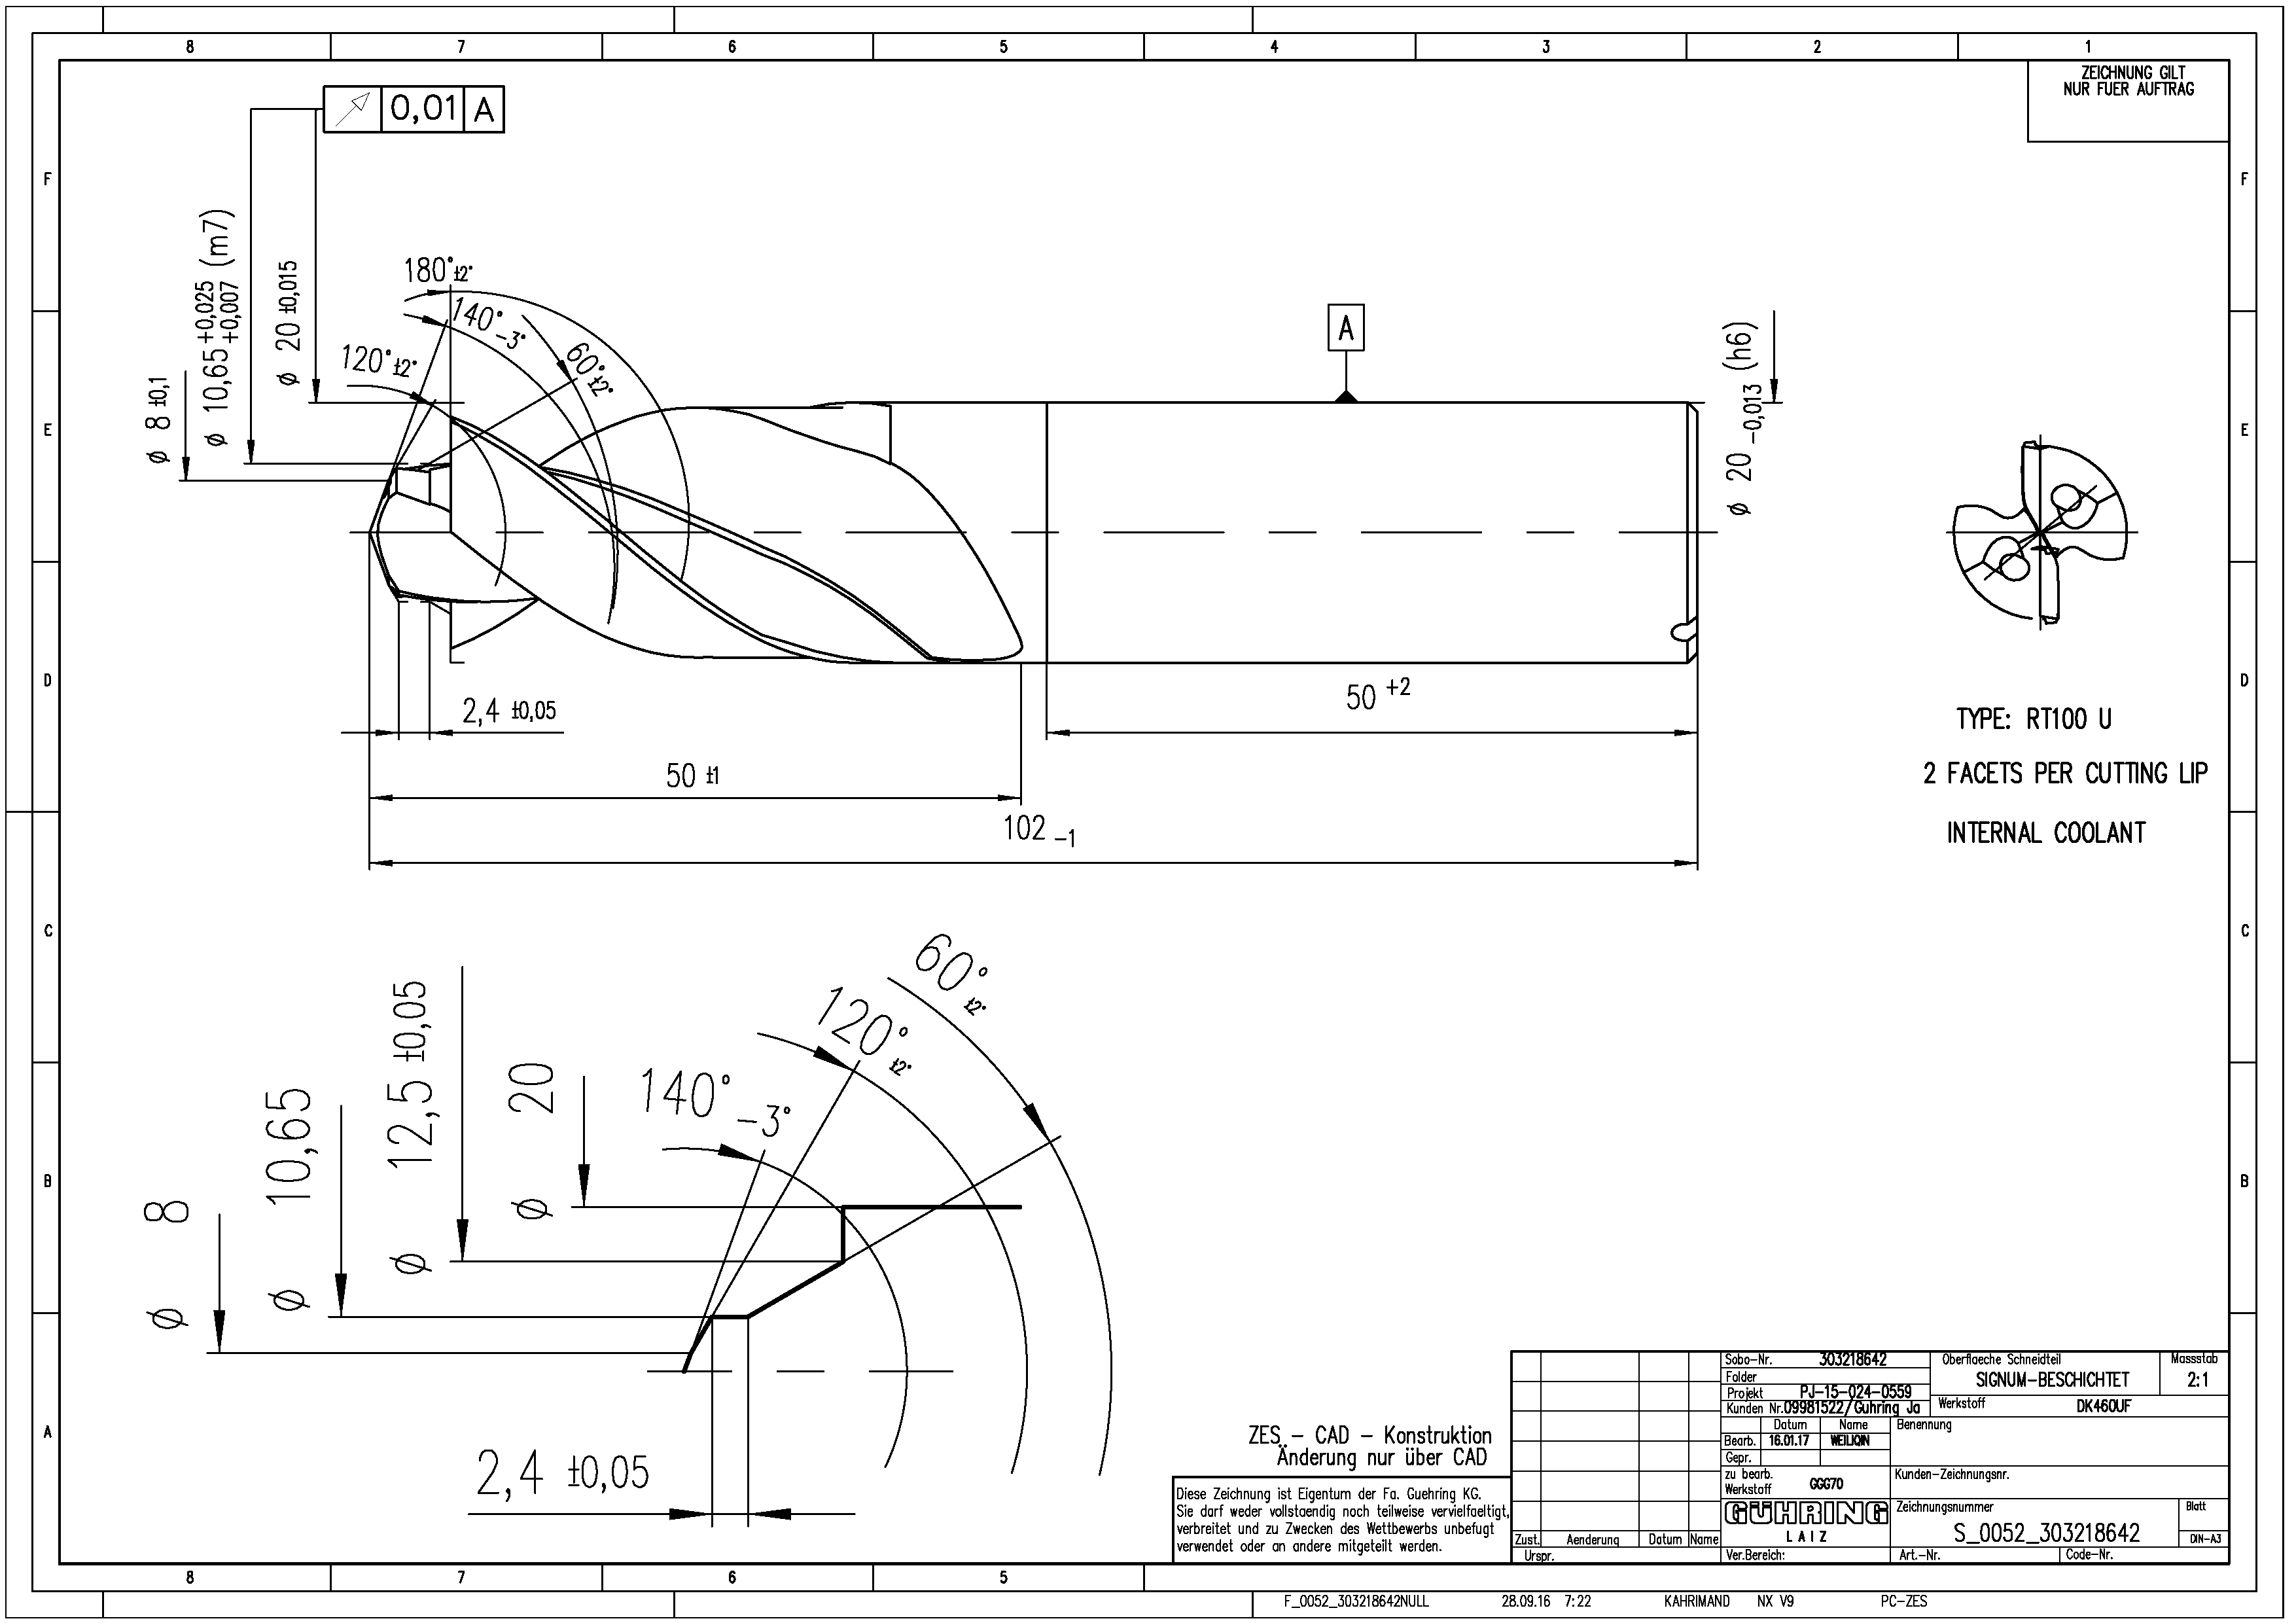 8 7 6 5 4 3 2 1
ZEICHNUNG GILT
NUR FUER AUFTRAG
0,01 A
F F
E E
D D
C C
B B
A A
⌀ 8 ±0,1
⌀ 10,65 +0,025 +0,007 (m7)
⌀ 20 ±0,015
180° ±2°
140° -3°
120° ±2°
60° ±2°
A
⌀ 20 -0,013 (h6)
2,4 ±0,05
50 +2
50 ±1
102 -1
TYPE: RT100 U
2 FACETS PER CUTTING LIP
INTERNAL COOLANT
60° ±2°
120° ±2°
140° -3°
⌀ 8
⌀ 10,65
⌀ 12,5 ±0,05
⌀ 20
2,4 ±0,05
ZES - CAD - Konstruktion
Änderung nur über CAD
Diese Zeichnung ist Eigentum der Fa. Guehring KG.
Sie darf weder vollstaendig noch teilweise vervielfaeltigt,
verbreitet und zu Zwecken des Wettbewerbs unbefugt
verwendet oder an andere mitgeteilt werden.
Zust. Aenderung Datum Name
Urspr.
Sobo-Nr. 303218642
Folder
Projekt PJ-15-024-0559
Kunden Nr. 09981522/Guhring Ja
Datum Name
Bearb. 16.01.17 WEILIQIN
Gepr.
zu bearb.
Werkstoff GGG70
GÜHRING
LAIZ
Ver.Bereich:
Oberflaeche Schneidteil
SIGNUM-BESCHICHTET
Massstab
2:1
Werkstoff DK460UF
Benennung
Kunden-Zeichnungsnr.
Zeichnungsnummer
S_0052_303218642
Blatt
DIN-A3
Art.-Nr. Code-Nr.
8 7 6 5
F_0052_303218642NULL 28.09.16 7:22 KAHRIMAND NX V9 PC-ZES